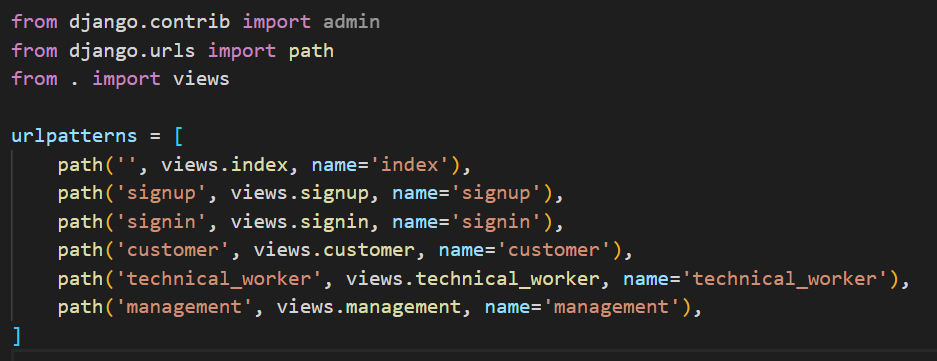 from django.contrib import admin
from django.urls import path
from . import views
urlpatterns = [
path('', views.index, name='index'),
path('signup', views.signup, name='signup'),
path('signin', views.signin, name='signin'),
path('customer', views.customer, name='customer'),
path('technical_worker', views.technical_worker, name='technical_worker'),
path('management', views.management, name='management'),
]